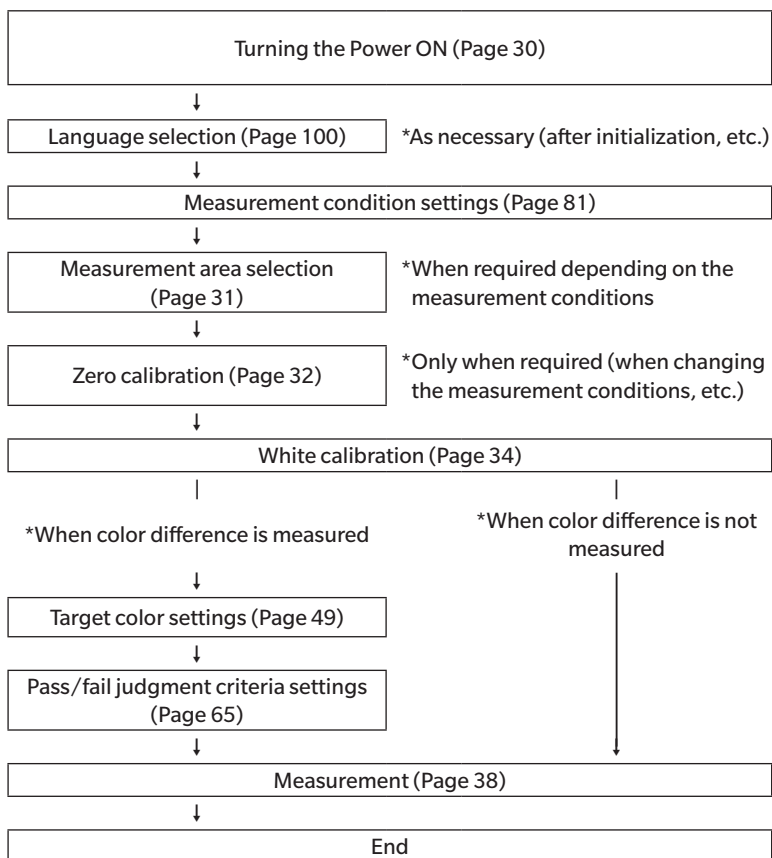 Turning the Power ON (Page 30)
Language selection (Page 100)
*As necessary (after initialization, etc.)
Measurement condition settings (Page 81)
Measurement area selection
(Page 31)
*When required depending on the
measurement conditions
Zero calibration (Page 32)
*Only when required (when changing
the measurement conditions, etc.)
White calibration (Page 34)
*When color difference is measured
*When color difference is not
measured
Target color settings (Page 49)
Pass/fail judgment criteria settings
(Page 65)
Measurement (Page 38)
End